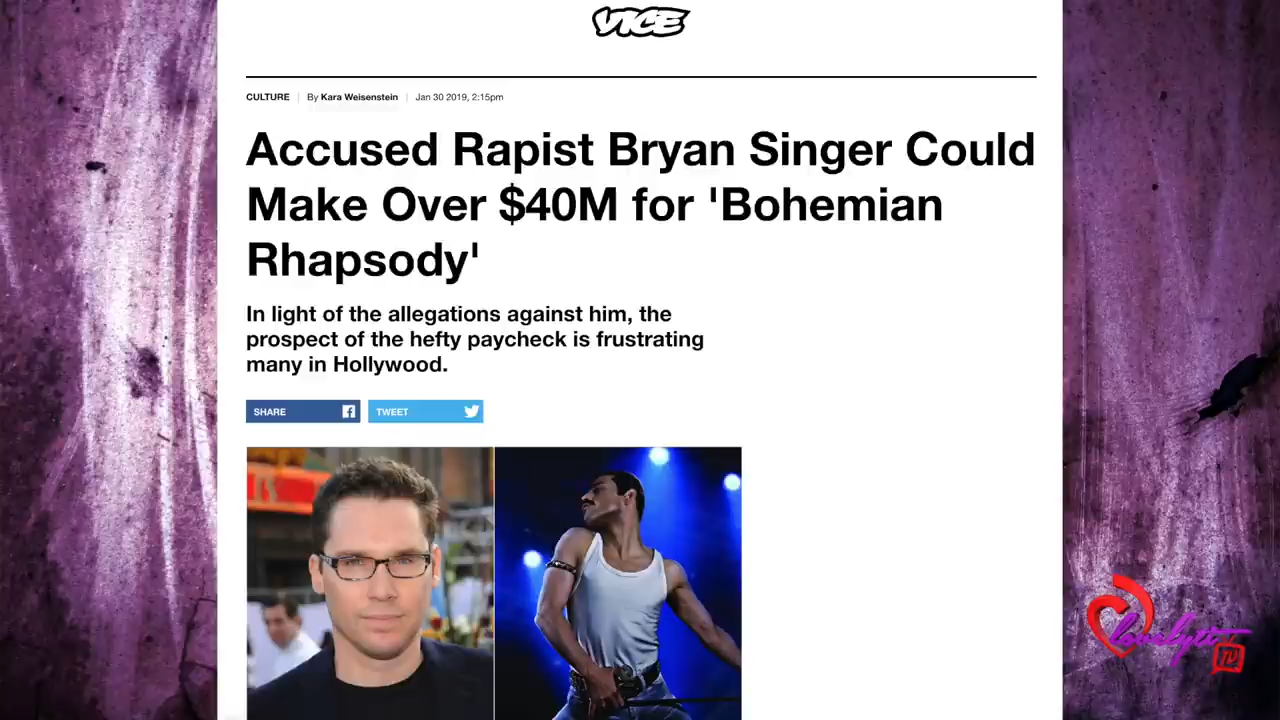 VICE
CULTURE | By Kara Weisenstein | Jan 30 2019, 2:15pm
Accused Rapist Bryan Singer Could
Make Over $40M for 'Bohemian
Rhapsody'
In light of the allegations against him, the
prospect of the hefty paycheck is frustrating
many in Hollywood.
SHARE
TWEET
Lovelyti
TV